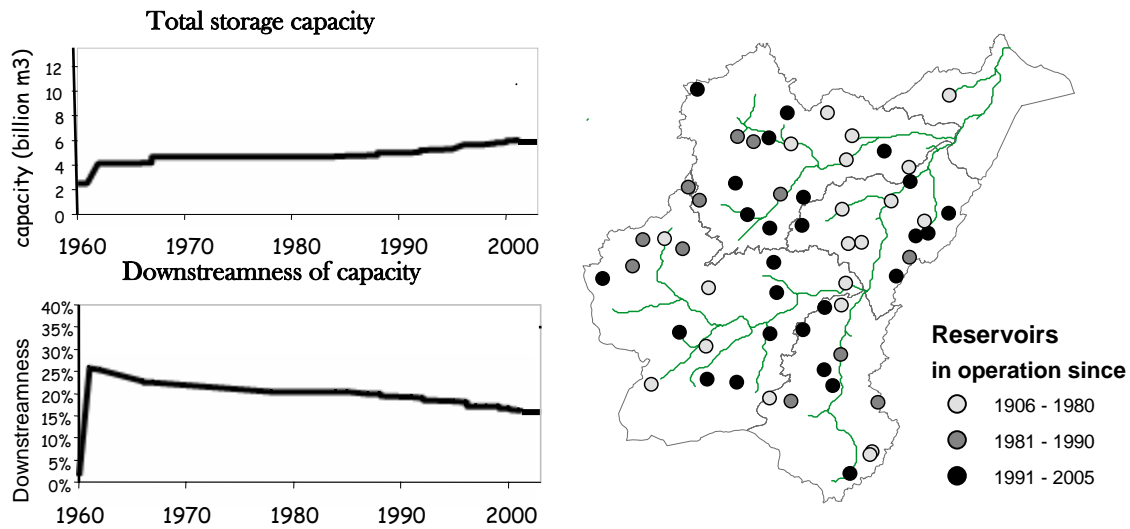 Total storage capacity
capacity (billion m3)
12
10
8
6
4
2
0
1960 1970 1980 1990 2000
Downstreamness of capacity
Downstreamness
40%
35%
30%
25%
20%
15%
10%
5%
0%
1960 1970 1980 1990 2000
Reservoirs
in operation since
1906 - 1980
1981 - 1990
1991 - 2005